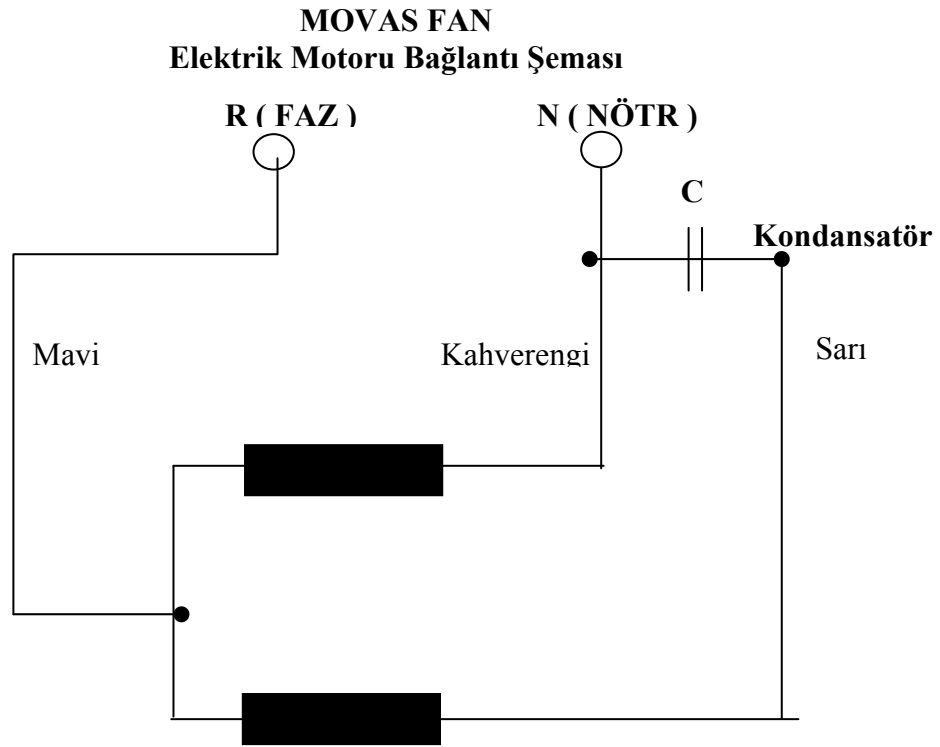 MOVAS FAN
Elektrik Motoru Bağlantı Şeması
R ( FAZ )
N ( NÖTR )
C
Kondansatör
Mavi
Kahverengi
Sarı